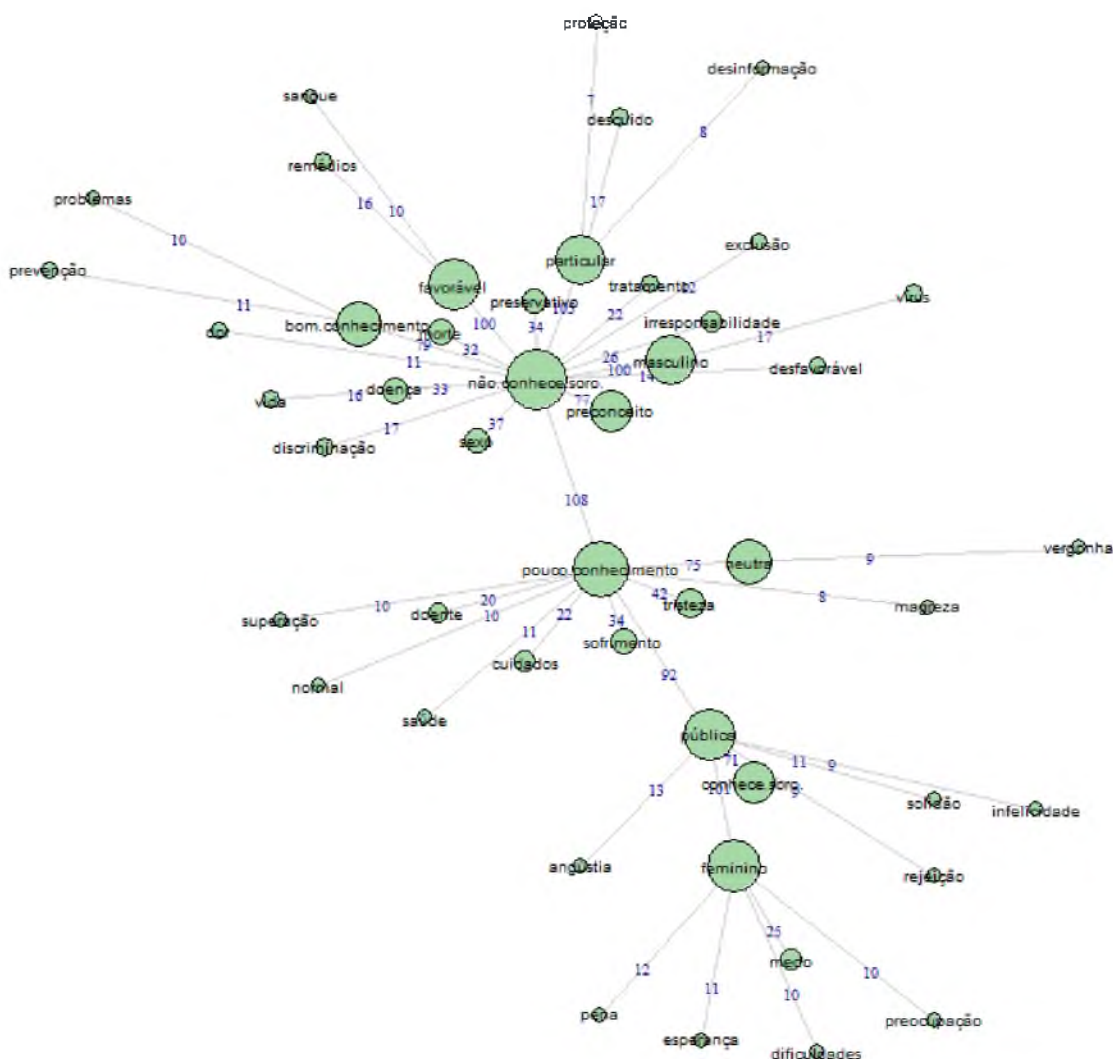 proteção
desinformação
sangue
7
descuido
8
remédios
16
10
17
problemas
10
exclusão
particular
prevenção
favorável
tratamento
12
vírus
preservativo
11
105
22
irresponsabilidade
bom.conhecimento
morte
100
34
dor
79
32
17
26
masculino
11
100
desfavorável
14
não.conhece.soro.
doença
33
16
vida
77
preconceito
37
17
sexo
discriminação
108
vergonha
9
75
neutra
pouco.conhecimento
42
8
tristeza
magreza
20
10
doente
10
superação
22
34
11
sofrimento
cuidados
92
normal
saúde
pública
71
11
9
conhece.soro.
13
101
9
solidão
infelicidade
angústia
feminino
rejeição
25
medo
12
10
11
10
pena
preocupação
esperança
dificuldades